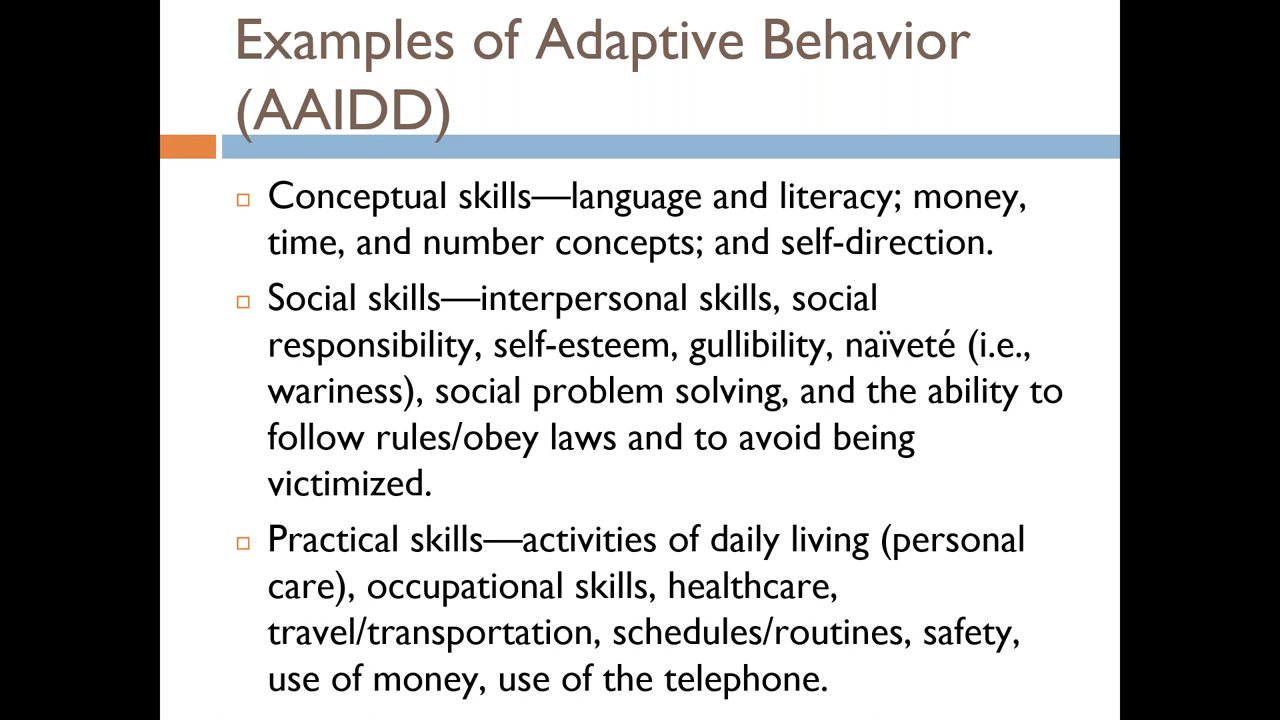 Examples of Adaptive Behavior
(AAIDD)
Conceptual skills—language and literacy; money,
time, and number concepts; and self-direction.
Social skills—interpersonal skills, social
responsibility, self-esteem, gullibility, naïveté (i.e.,
wariness), social problem solving, and the ability to
follow rules/obey laws and to avoid being
victimized.
Practical skills—activities of daily living (personal
care), occupational skills, healthcare,
travel/transportation, schedules/routines, safety,
use of money, use of the telephone.